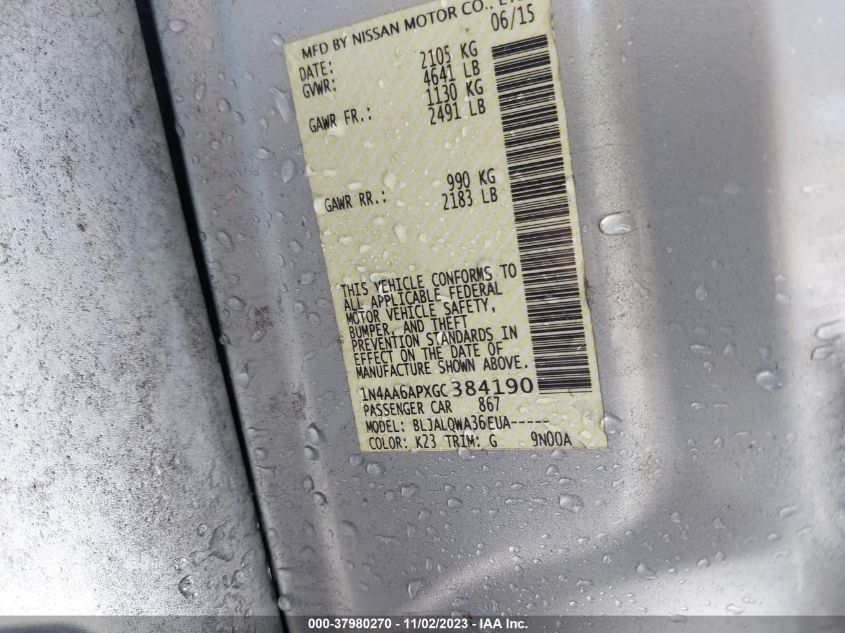 MFD BY NISSAN MOTOR CO.,
DATE: 06/15
GVWR: 2105 KG
4641 LB
GAWR FR.: 1130 KG
2491 LB
GAWR RR.: 990 KG
2183 LB
THIS VEHICLE CONFORMS TO
ALL APPLICABLE FEDERAL
MOTOR VEHICLE SAFETY,
BUMPER, AND THEFT
PREVENTION STANDARDS IN
EFFECT ON THE DATE OF
MANUFACTURE SHOWN ABOVE.
1N4AA6APXGC384190
PASSENGER CAR 867
MODEL: BLJALQWA36EUA-----
COLOR: K23 TRIM: G 9N00A
000-37980270 - 11/02/2023 - IAA Inc.